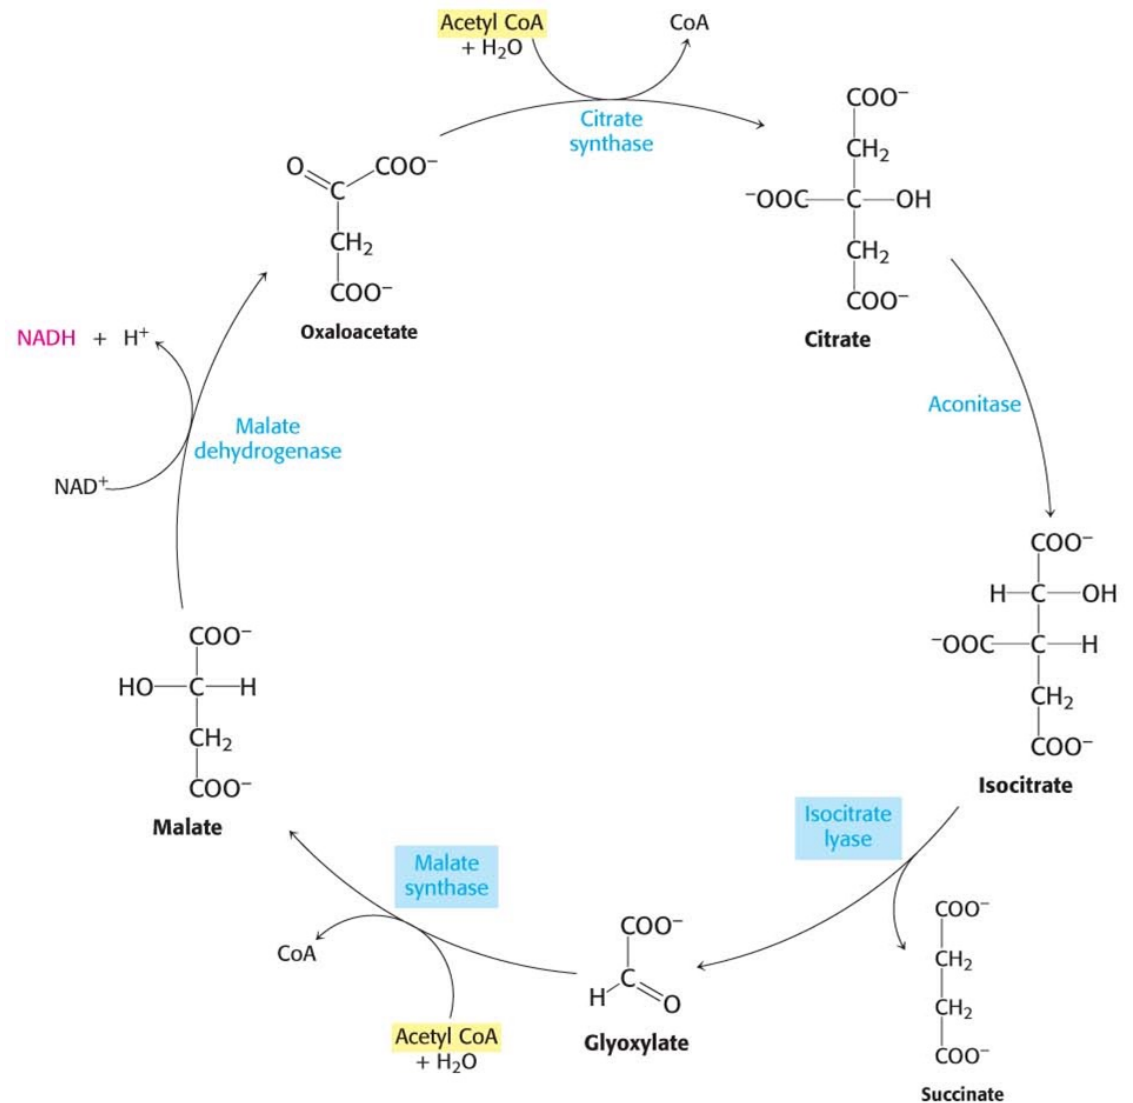 Acetyl CoA
+ H₂O
CoA
Citrate
synthase
O
C
COO⁻
CH₂
COO⁻
Oxaloacetate
COO⁻
CH₂
⁻OOC—C—OH
CH₂
COO⁻
Citrate
Aconitase
COO⁻
H—C—OH
⁻OOC—C—H
CH₂
COO⁻
Isocitrate
Isocitrate
lyase
COO⁻
CH₂
CH₂
COO⁻
Succinate
COO⁻
C
H
O
Glyoxylate
Malate
synthase
Acetyl CoA
+ H₂O
CoA
COO⁻
HO—C—H
CH₂
COO⁻
Malate
Malate
dehydrogenase
NAD⁺
NADH + H⁺